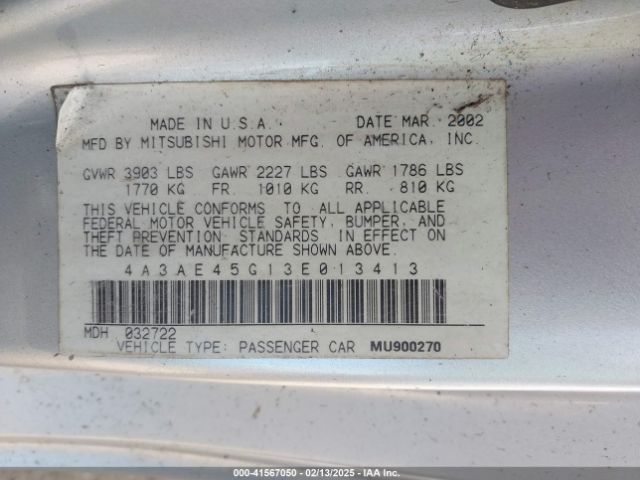 MADE IN U.S.A. DATE MAR. 2002
MFD BY MITSUBISHI MOTOR MFG. OF AMERICA, INC.
GVWR 3903 LBS GAWR 2227 LBS GAWR 1786 LBS
1770 KG FR. 1010 KG RR. 810 KG
THIS VEHICLE CONFORMS TO ALL APPLICABLE
FEDERAL MOTOR VEHICLE SAFETY, BUMPER, AND
THEFT PREVENTION STANDARDS IN EFFECT ON
THE DATE OF MANUFACTURE SHOWN ABOVE.
4A3AE45G13E013413
MDH 032722
VEHICLE TYPE: PASSENGER CAR MU900270
000-41567050 - 02/13/2025 - IAA Inc.